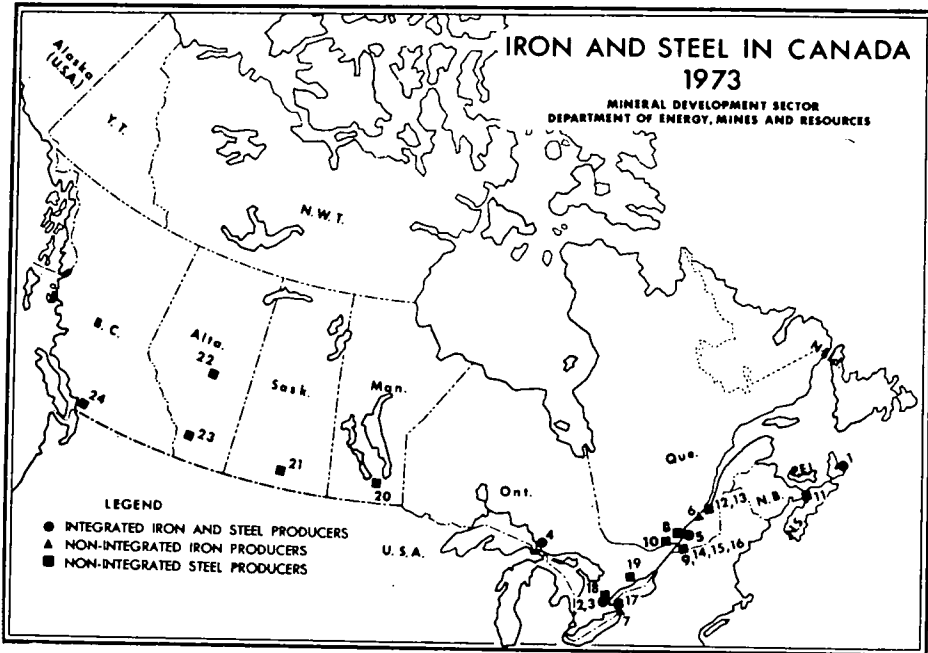 IRON AND STEEL IN CANADA
1973
MINERAL DEVELOPMENT SECTOR
DEPARTMENT OF ENERGY, MINES AND RESOURCES
Alaska
(U.S.A.)
Y.T.
N.W.T.
B.C.
Alta.
22
Sask.
Man.
24
23
21
20
Ont.
Que.
N.B.
P.E.I.
N.S.
1
11
12,13
6
8
10
5
9,14,15,16
4
19
18
2,3
17
7
U.S.A.
LEGEND
INTEGRATED IRON AND STEEL PRODUCERS
NON-INTEGRATED IRON PRODUCERS
NON-INTEGRATED STEEL PRODUCERS